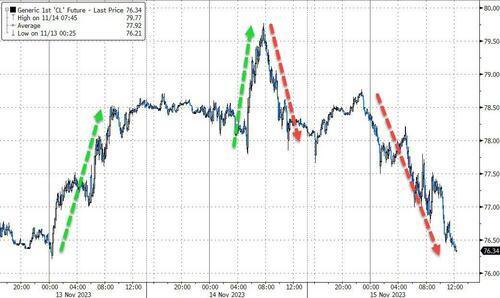 Generic 1st 'CL' Future - Last Price 76.34
High on 11/14 07:45 79.77
Average 77.92
Low on 11/13 00:25 76.21
80.00
79.50
79.00
78.50
78.00
77.50
77.00
76.50
76.34
76.00
20:00 00:00 04:00 08:00 12:00 16:00 20:00 00:00 04:00 08:00 12:00 16:00 20:00 00:00 04:00 08:00 12:00
13 Nov 2023 14 Nov 2023 15 Nov 2023